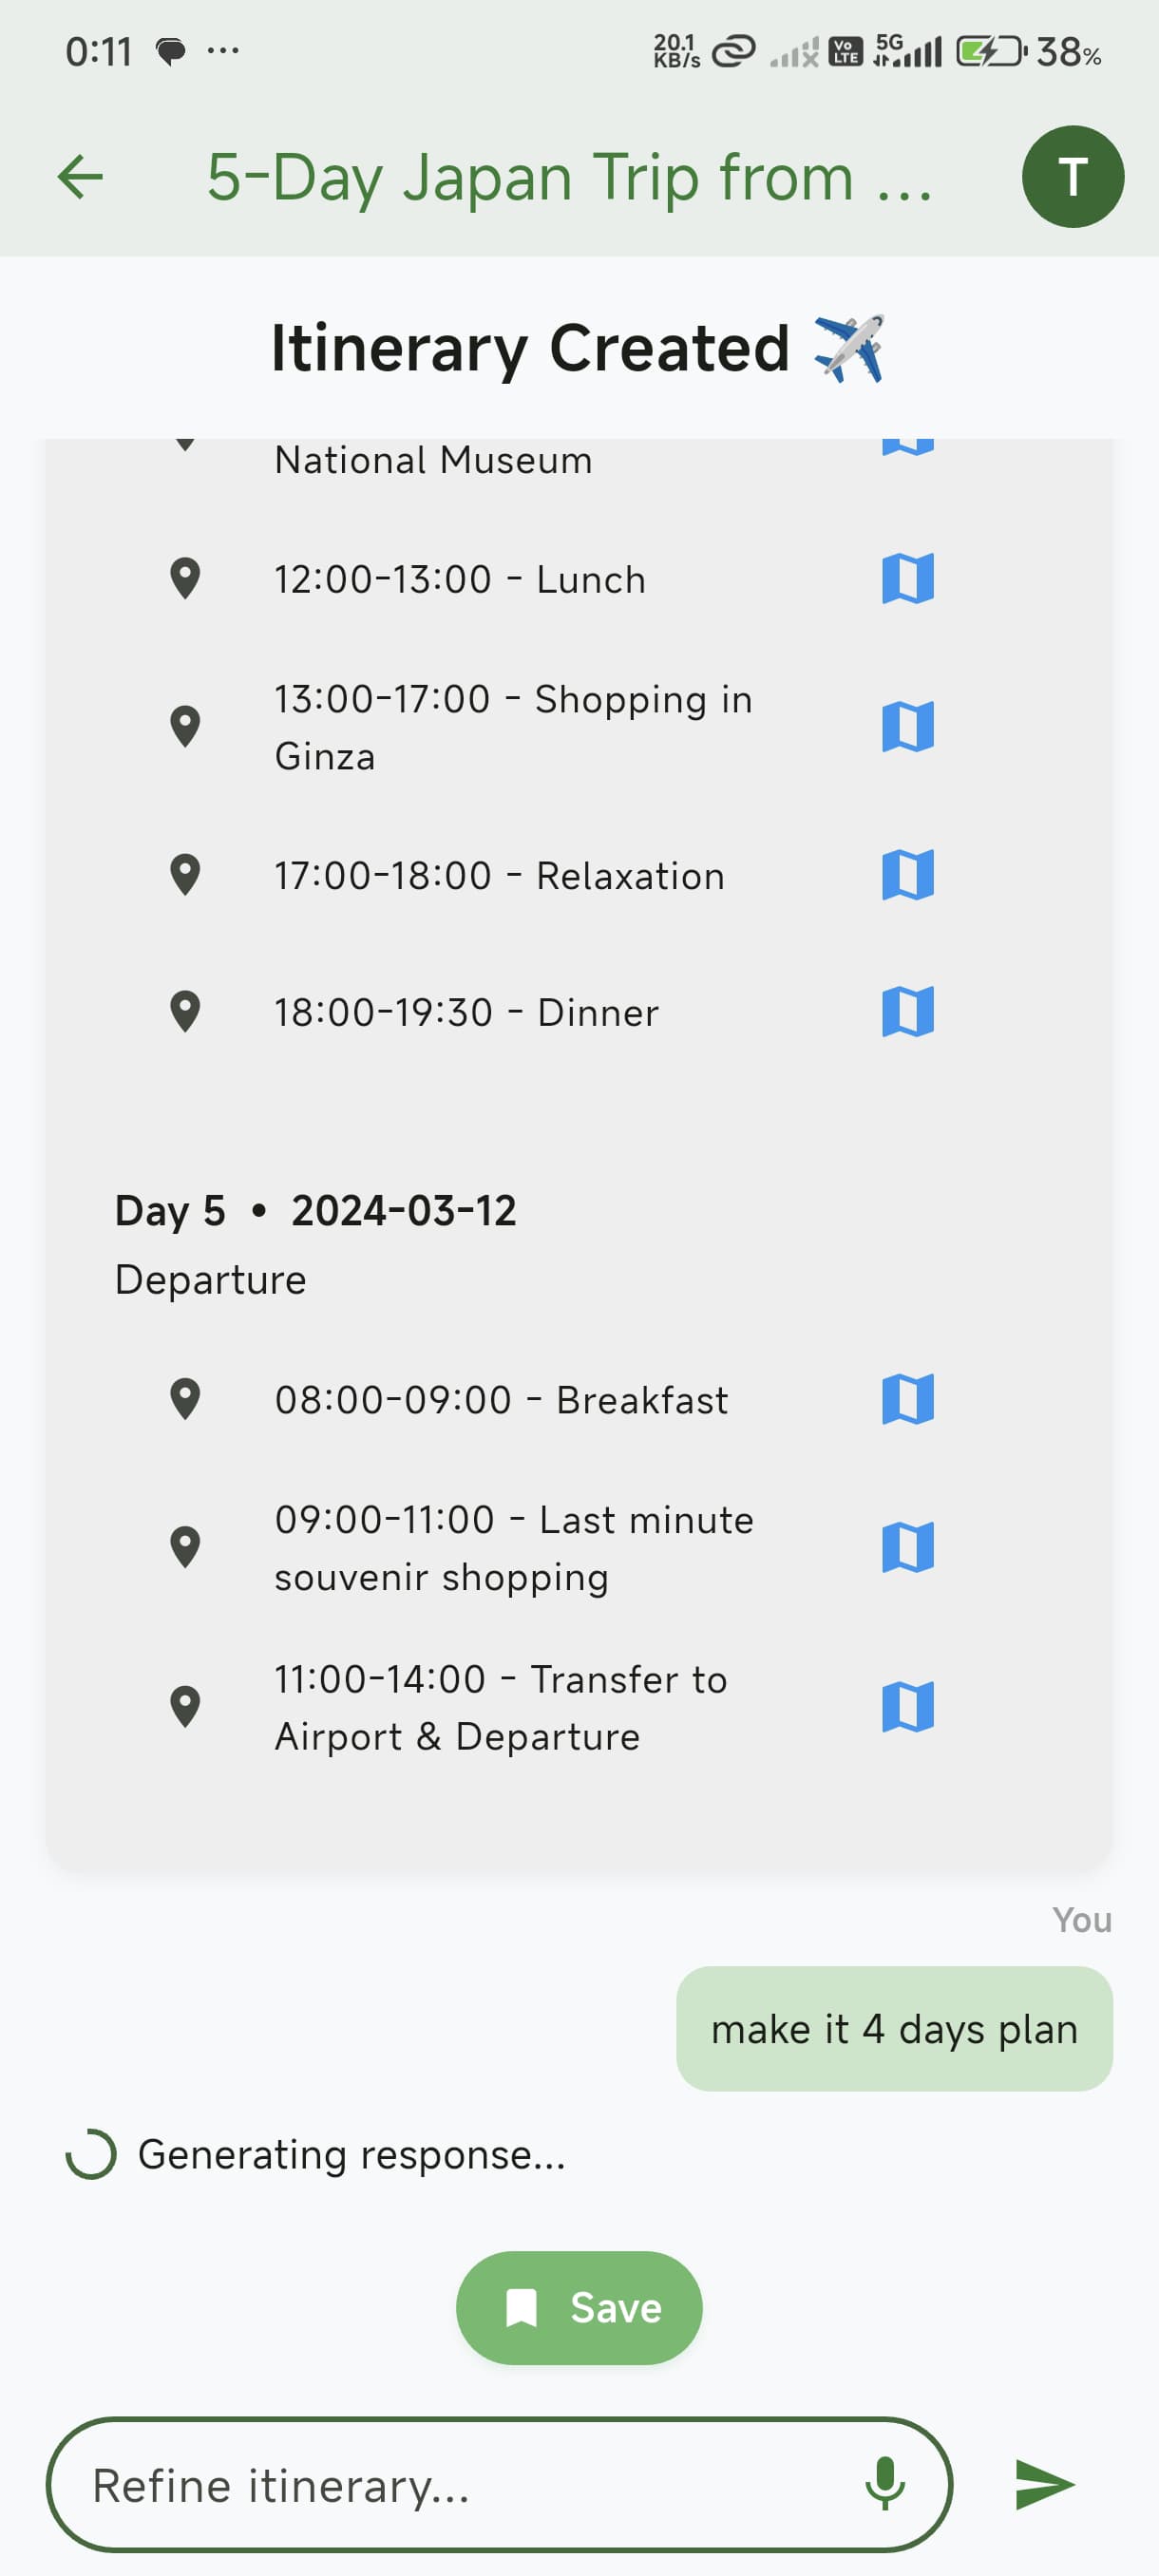 0:11 ... 20.1 KB/s Vo LTE 5G 38%
5-Day Japan Trip from ...
T
Itinerary Created ✈️
National Museum
12:00-13:00 - Lunch
13:00-17:00 - Shopping in
Ginza
17:00-18:00 - Relaxation
18:00-19:30 - Dinner
Day 5 • 2024-03-12
Departure
08:00-09:00 - Breakfast
09:00-11:00 - Last minute
souvenir shopping
11:00-14:00 - Transfer to
Airport & Departure
You
make it 4 days plan
Generating response...
Save
Refine itinerary...